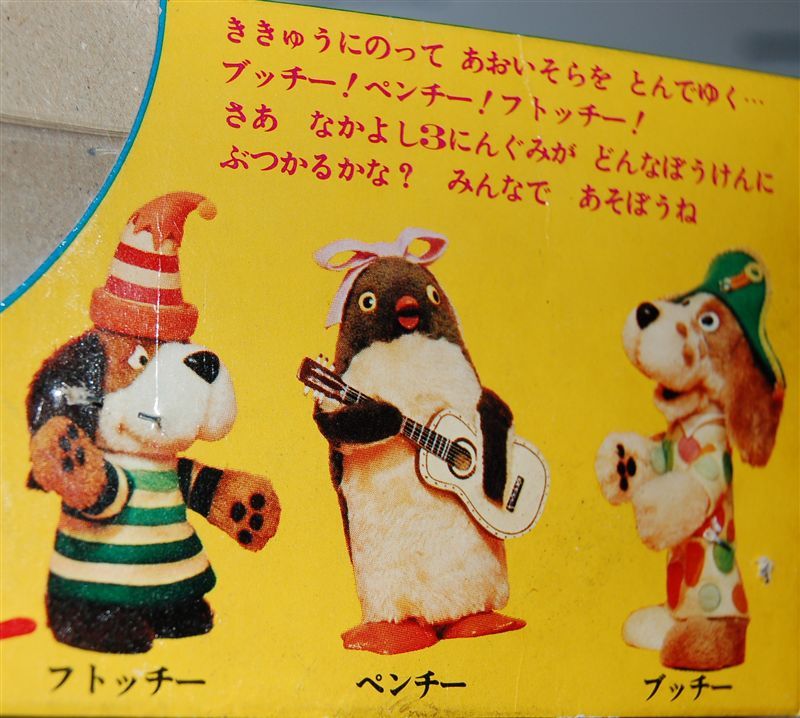 ききゅうにのって あおいそらを とんでゆく…
ブッチー！ペンチー！フトッチー！
さあ なかよし3にんぐみが どんなぼうけんに
ぶつかるかな？ みんなで あそぼうね
フトッチー
ペンチー
ブッチー